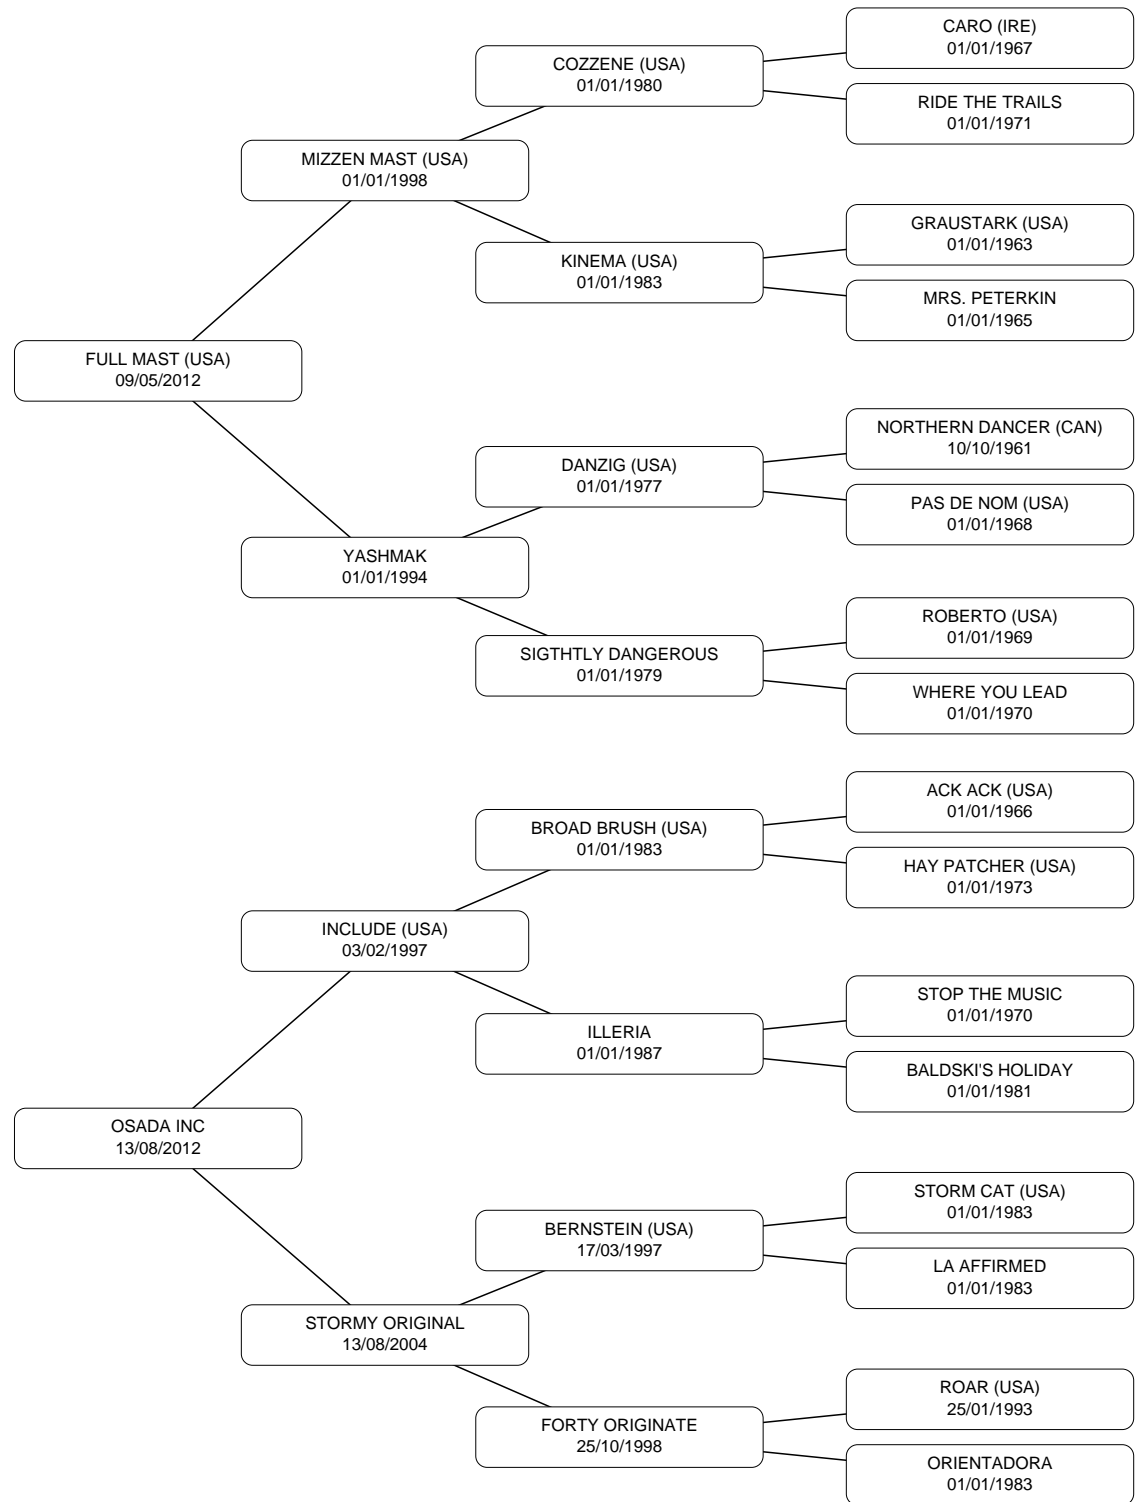 CARO (IRE)
01/01/1967
COZZENE (USA)
01/01/1980
RIDE THE TRAILS
01/01/1971
MIZZEN MAST (USA)
01/01/1998
GRAUSTARK (USA)
01/01/1963
KINEMA (USA)
01/01/1983
MRS. PETERKIN
01/01/1965
FULL MAST (USA)
09/05/2012
NORTHERN DANCER (CAN)
10/10/1961
DANZIG (USA)
01/01/1977
PAS DE NOM (USA)
01/01/1968
YASHMAK
01/01/1994
ROBERTO (USA)
01/01/1969
SIGTHTLY DANGEROUS
01/01/1979
WHERE YOU LEAD
01/01/1970
ACK ACK (USA)
01/01/1966
BROAD BRUSH (USA)
01/01/1983
HAY PATCHER (USA)
01/01/1973
INCLUDE (USA)
03/02/1997
STOP THE MUSIC
01/01/1970
ILLERIA
01/01/1987
BALDSKI'S HOLIDAY
01/01/1981
OSADA INC
13/08/2012
STORM CAT (USA)
01/01/1983
BERNSTEIN (USA)
17/03/1997
LA AFFIRMED
01/01/1983
STORMY ORIGINAL
13/08/2004
ROAR (USA)
25/01/1993
FORTY ORIGINATE
25/10/1998
ORIENTADORA
01/01/1983